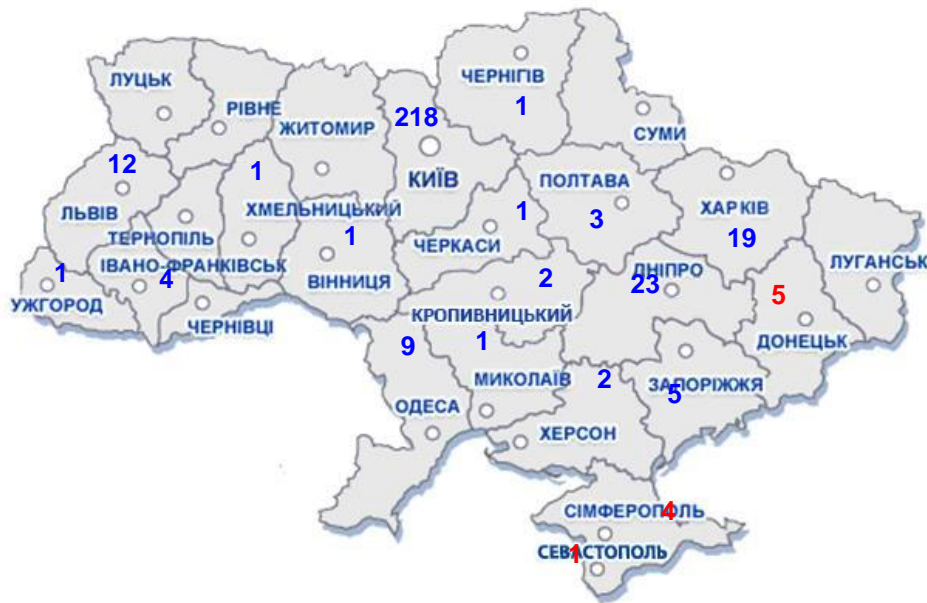 ЧЕРНІГІВ
1
ЛУЦЬК
РІВНЕ
ЖИТОМИР
218
СУМИ
12
1
КИЇВ
ПОЛТАВА
3
ХАРКІВ
19
ЛЬВІВ
ТЕРНОПІЛЬ
ХМЕЛЬНИЦЬКИЙ
1
ВІННИЦЯ
1
ЧЕРКАСИ
ІВАНО-ФРАНКІВСЬК
4
1
УЖГОРОД
ЧЕРНІВЦІ
2
КРОПИВНИЦЬКИЙ
ДНІПРО
23
5
ДОНЕЦЬК
ЛУГАНСЬК
9
ОДЕСА
1
МИКОЛАЇВ
2
ХЕРСОН
ЗАПОРІЖЖЯ
5
СІМФЕРОПОЛЬ
4
СЕВАСТОПОЛЬ
1